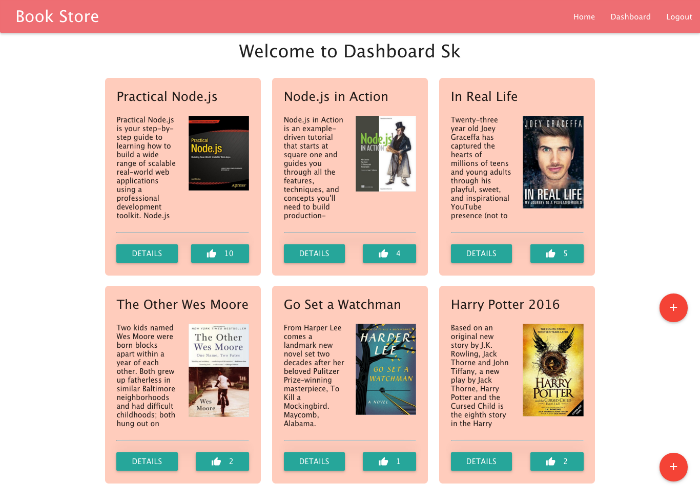 Book Store
Home
Dashboard
Logout
Welcome to Dashboard Sk
Practical Node.js
Practical Node.js
is your step-by-
step guide to
learning how to
build a wide
range of scalable
real-world web
applications
using a
professional
development
toolkit. Node.js
Practical
Node.js
apress
DETAILS
10
Node.js in Action
Node.js in Action
is an example-
driven tutorial
that starts at
square one and
guides you
through all the
features,
techniques, and
concepts you'll
need to build
production-
Node.js
IN ACTION
MANNING
DETAILS
4
In Real Life
Twenty-three
year old Joey
Graceffa has
captured the
hearts of
millions of teens
and young adults
through his
playful, sweet,
and inspirational
YouTube
presence (not to
JOEY GRACEFFA
IN REAL LIFE
MY JOURNEY TO A PIXELATED WORLD
DETAILS
5
The Other Wes Moore
Two kids named
Wes Moore were
born blocks
apart within a
year of each
other. Both grew
up fatherless in
similar Baltimore
neighborhoods
and had difficult
childhoods; both
hung out on
The Other
Wes Moore
One Name, Two Fates
Wes
Moore
DETAILS
2
Go Set a Watchman
From Harper Lee
comes a
landmark new
novel set two
decades after her
beloved Pulitzer
Prize-winning
masterpiece, To
Kill a
Mockingbird.
Maycomb,
Alabama.
HARPER
LEE
GO SET A
WATCHMAN
A NOVEL
DETAILS
1
Harry Potter 2016
Based on an
original new
story by J.K.
Rowling, Jack
Thorne and John
Tiffany, a new
play by Jack
Thorne, Harry
Potter and the
Cursed Child is
the eighth story
in the Harry
HARRY
POTTER
DETAILS
2
+
+